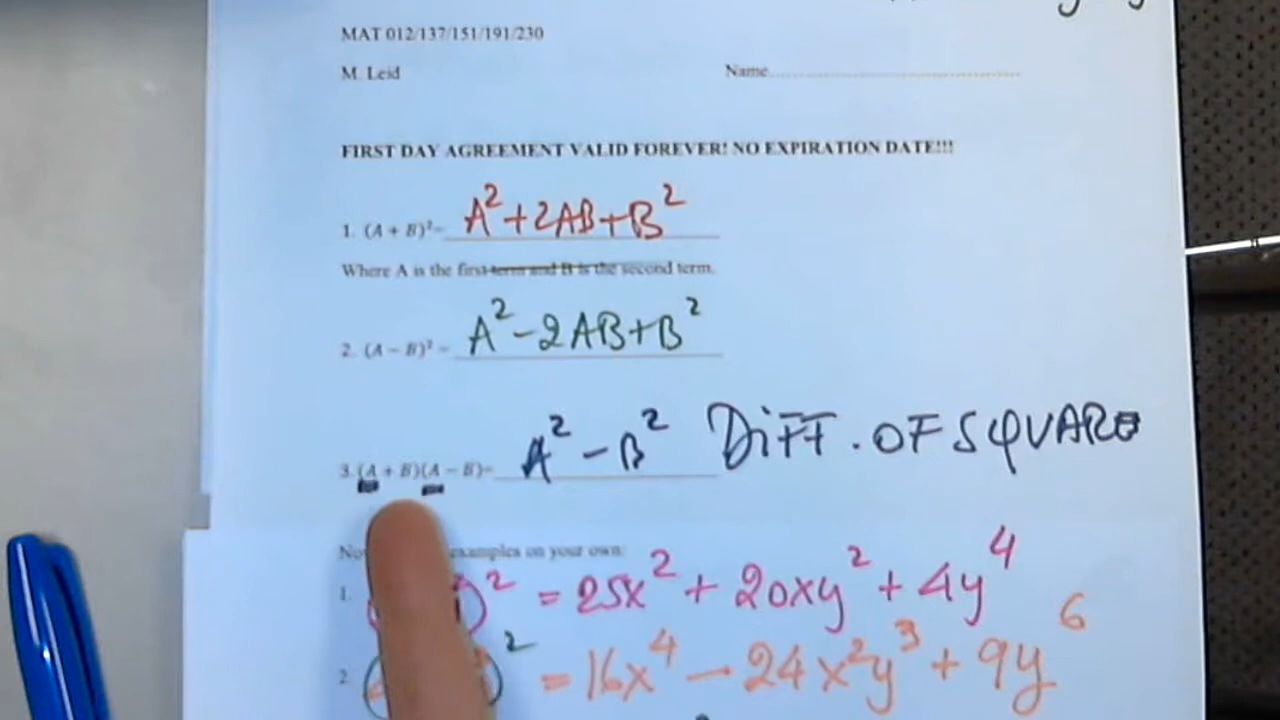 MAT 012/137/151/191/230
M. Leid Name
FIRST DAY AGREEMENT VALID FOREVER! NO EXPIRATION DATE!!!
1. (A + B)²= A²+2AB+B²
Where A is the first term and B is the second term.
2. (A – B)² = A²-2AB+B²
3. (A + B)(A – B)= A²-B² DIFF. OF SQUARE
examples on your own:
1. )² = 25x² + 20xy² + 4y⁴
2. )² = 16x⁴ - 24x²y³ + 9y⁶